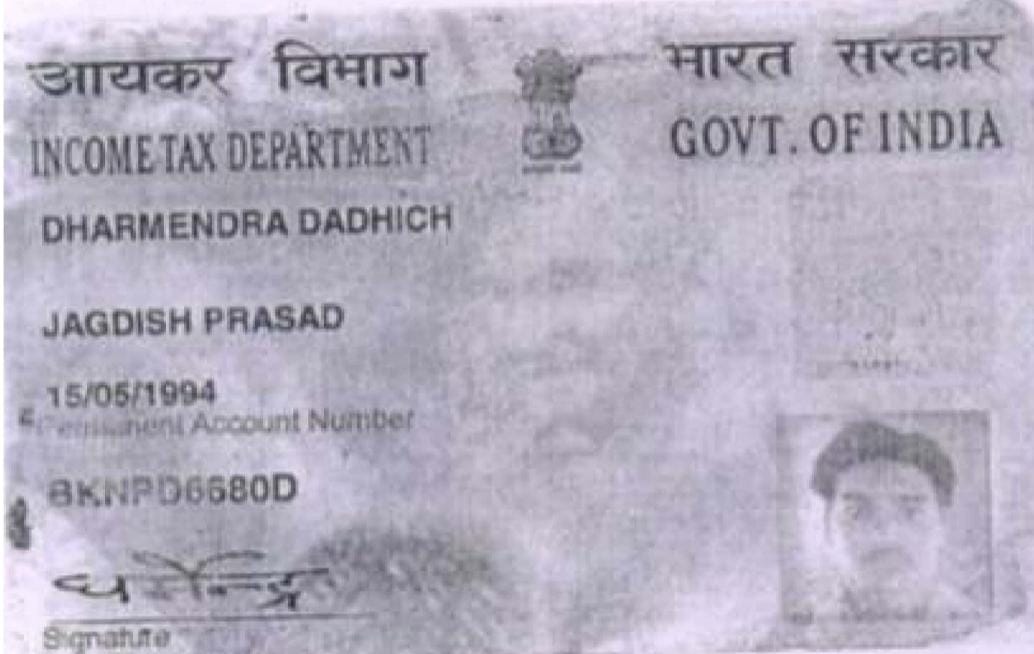 आयकर विभाग
भारत सरकार
INCOME TAX DEPARTMENT
GOVT. OF INDIA
DHARMENDRA DADHICH
JAGDISH PRASAD
15/05/1994
Permanent Account Number
BKNPD6680D
धर्मेन्द्र
Signature